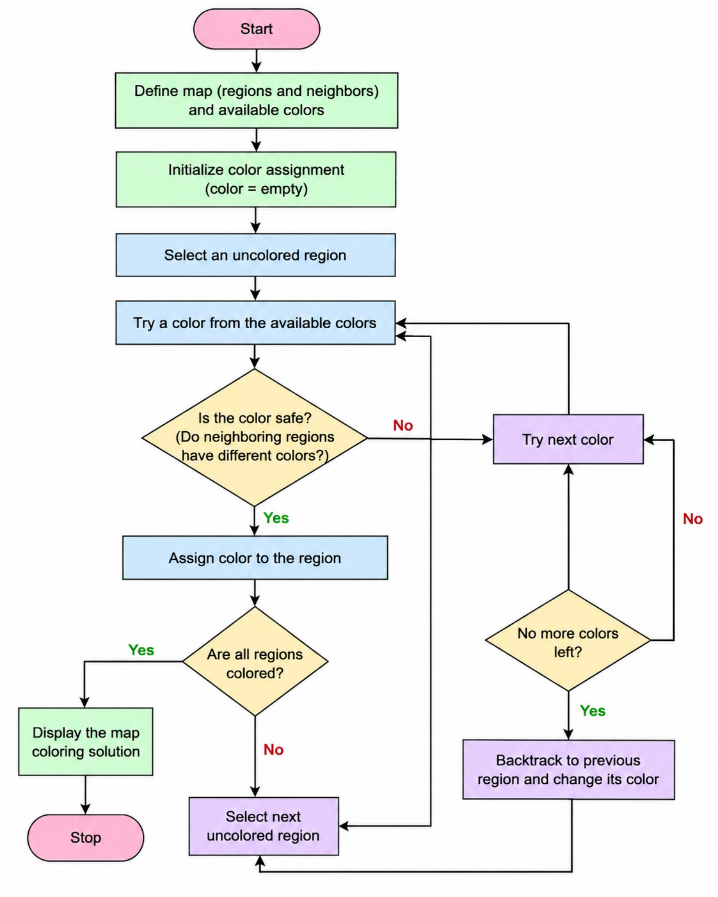 Start
Define map (regions and neighbors)
and available colors
Initialize color assignment
(color = empty)
Select an uncolored region
Try a color from the available colors
Is the color safe?
(Do neighboring regions
have different colors?)
No
Try next color
Yes
No
Assign color to the region
No more colors
left?
Are all regions
colored?
Yes
Yes
Display the map
coloring solution
No
Backtrack to previous
region and change its color
Select next
uncolored region
Stop